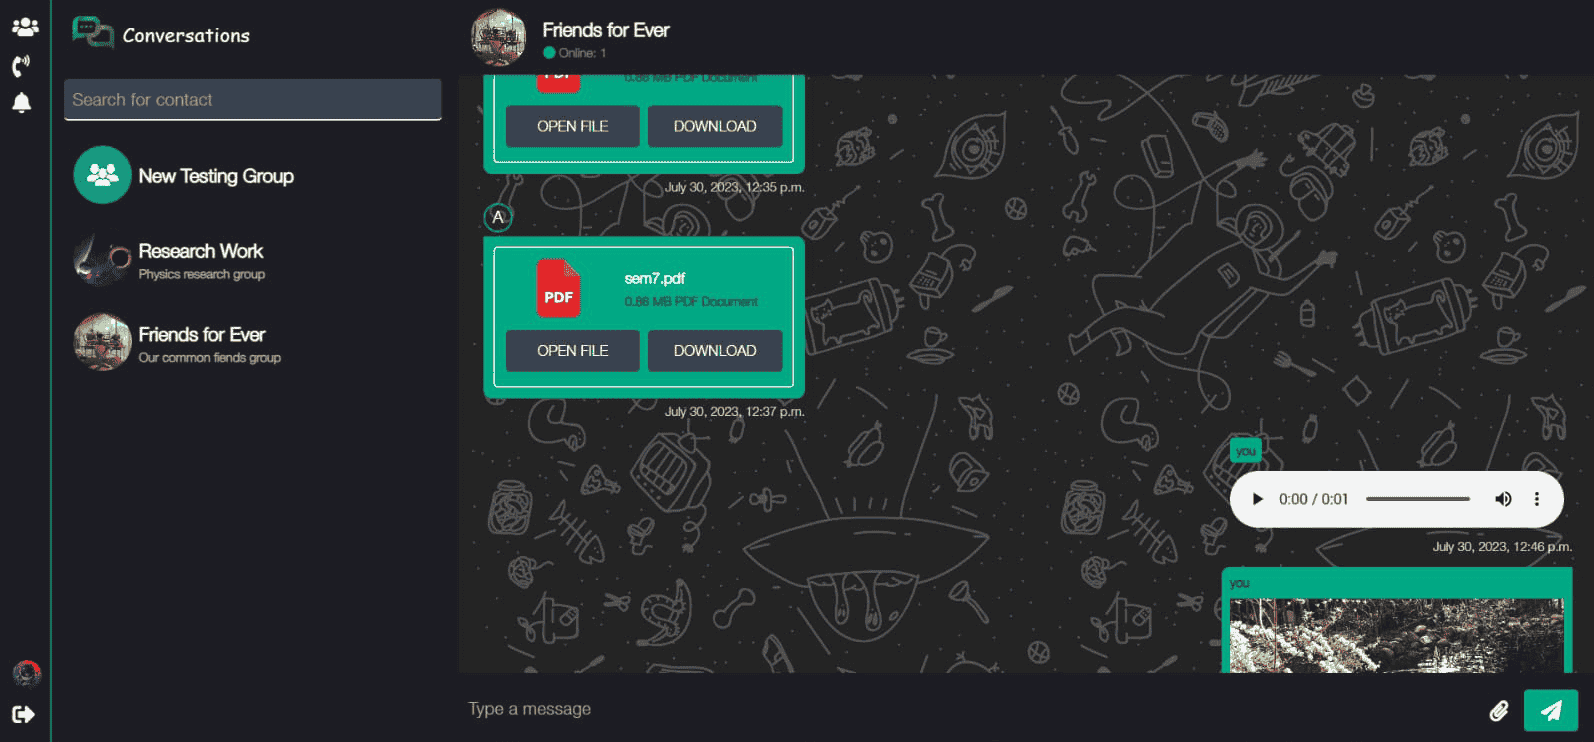 Conversations
Search for contact
New Testing Group
Research Work
Physics research group
Friends for Ever
Our common fiends group
Friends for Ever
Online: 1
PDF
0.86 MB PDF Document
OPEN FILE DOWNLOAD
July 30, 2023, 12:35 p.m.
A
PDF
sem7.pdf
0.86 MB PDF Document
OPEN FILE DOWNLOAD
July 30, 2023, 12:37 p.m.
you
0:00 / 0:01
July 30, 2023, 12:46 p.m.
you
Type a message